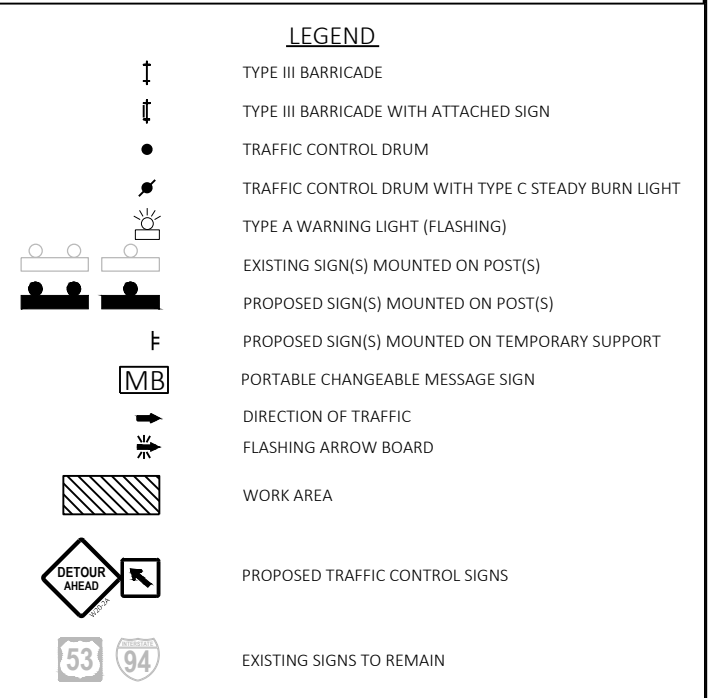 LEGEND
TYPE III BARRICADE
TYPE III BARRICADE WITH ATTACHED SIGN
TRAFFIC CONTROL DRUM
TRAFFIC CONTROL DRUM WITH TYPE C STEADY BURN LIGHT
TYPE A WARNING LIGHT (FLASHING)
EXISTING SIGN(S) MOUNTED ON POST(S)
PROPOSED SIGN(S) MOUNTED ON POST(S)
PROPOSED SIGN(S) MOUNTED ON TEMPORARY SUPPORT
MB PORTABLE CHANGEABLE MESSAGE SIGN
DIRECTION OF TRAFFIC
FLASHING ARROW BOARD
WORK AREA
DETOUR
AHEAD
W20-2A
PROPOSED TRAFFIC CONTROL SIGNS
INTERSTATE
53 94 EXISTING SIGNS TO REMAIN